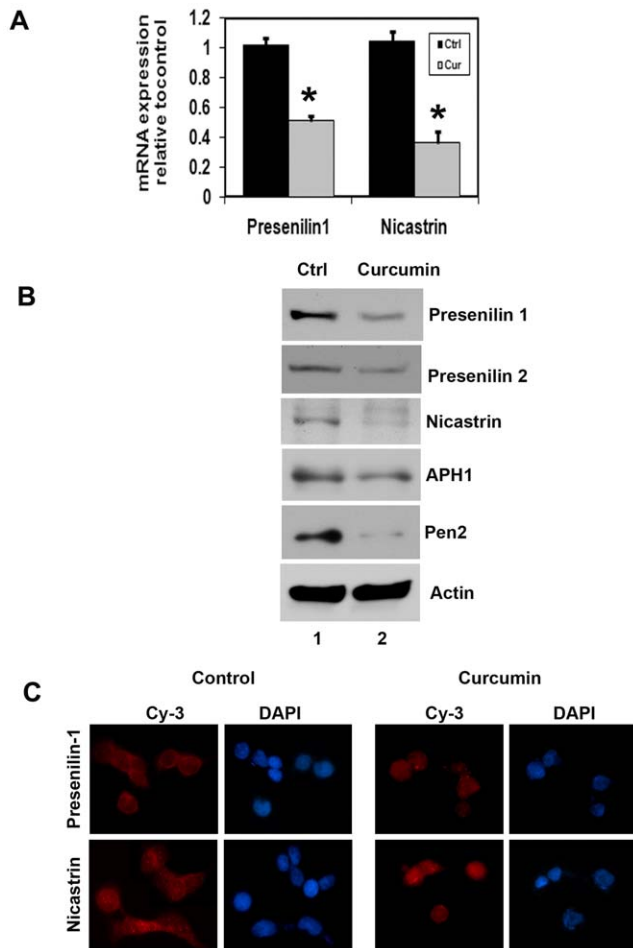 A
mRNA expression
relative tocontrol
1.2
1
0.8
0.6
0.4
0.2
0
Ctrl
Cur
*
*
Presenilin1 Nicastrin
B
Ctrl Curcumin
Presenilin 1
Presenilin 2
Nicastrin
APH1
Pen2
Actin
1 2
C
Control Curcumin
Cy-3 DAPI Cy-3 DAPI
Presenilin-1
Nicastrin